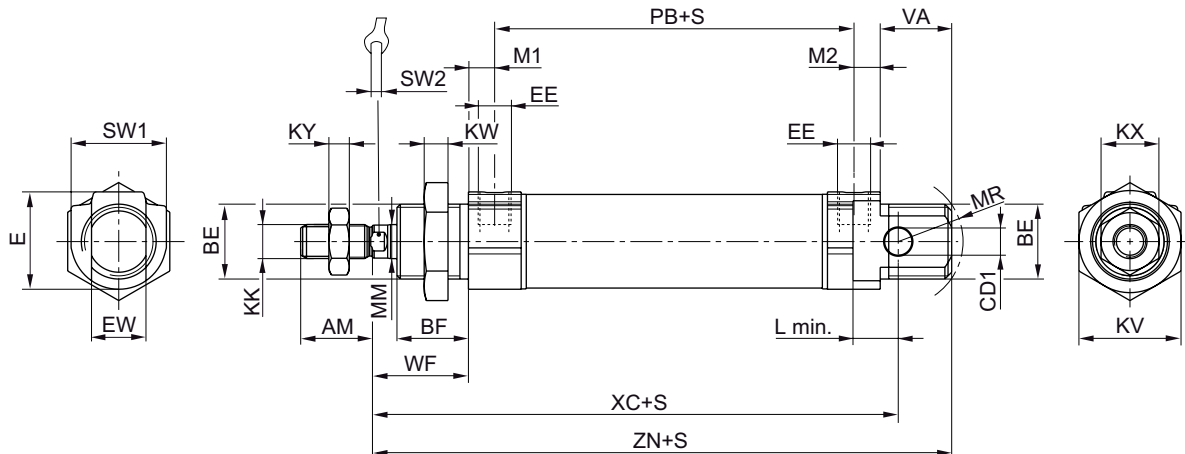 PB+S
VA
M1
M2
SW2
EE
SW1
KY
KW
EE
KX
MR
E
BE
BE
KK
MM
CD1
EW
AM
BF
L min.
KV
WF
XC+S
ZN+S